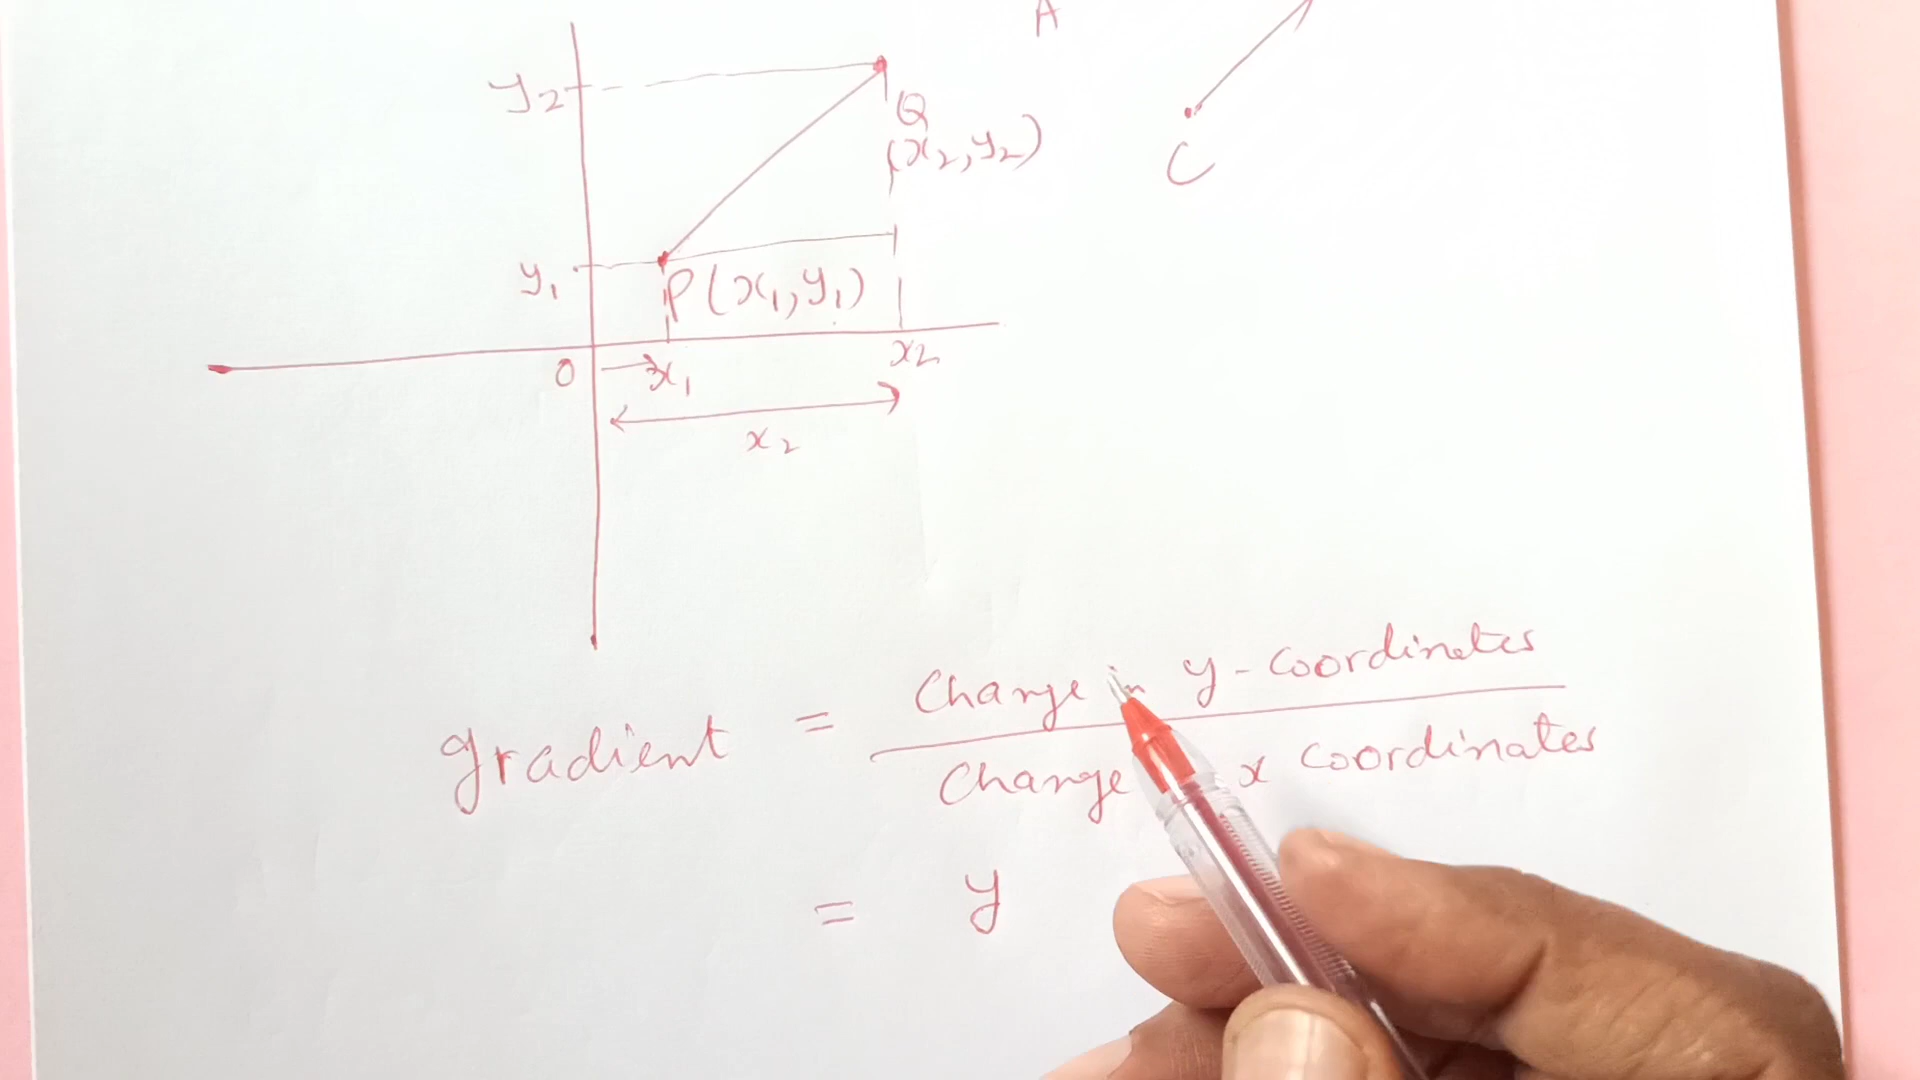 A
y2
Q
(x2, y2)
C
y1
P(x1, y1)
0
x1
x2
x2
gradient = Change in y - Coordinates
Change x coordinates
= y